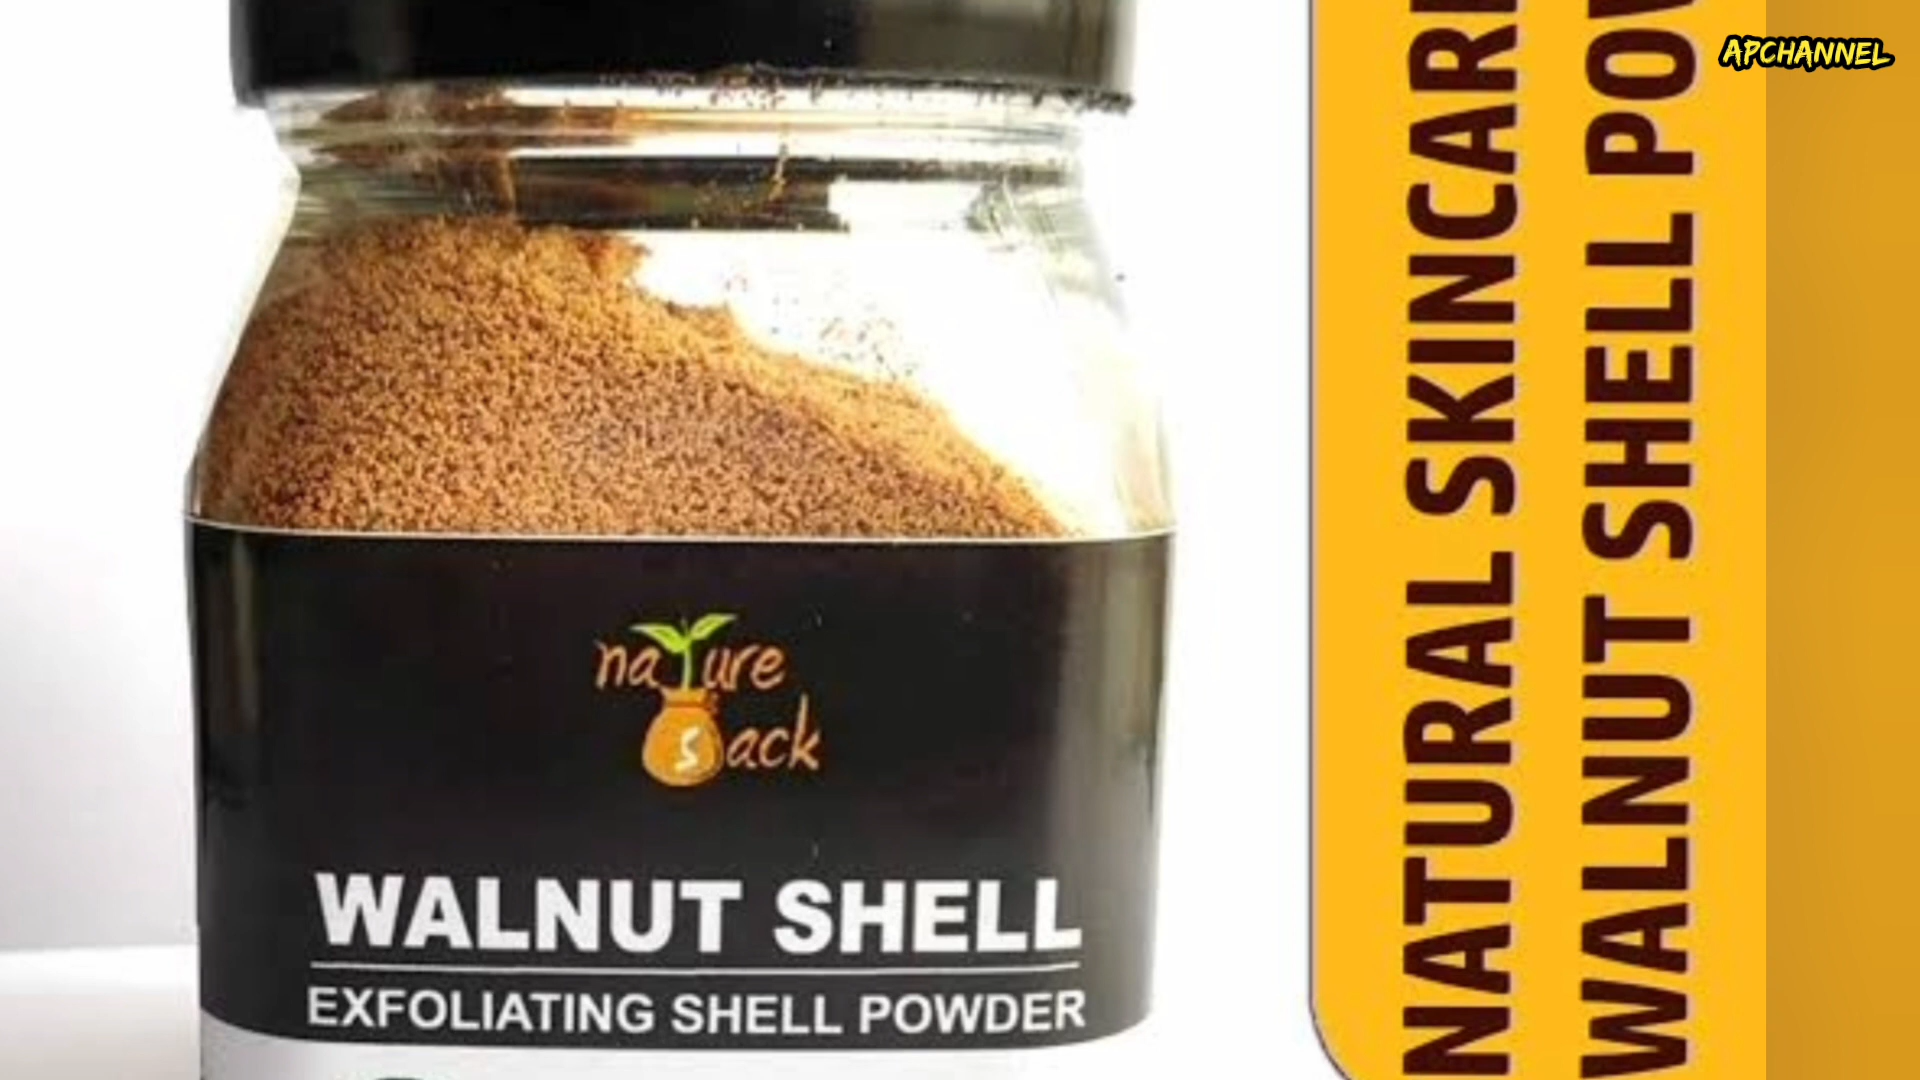 APCHANNEL
nature
sack
WALNUT SHELL
EXFOLIATING SHELL POWDER
NATURAL SKINCAR
WALNUT SHELL PO